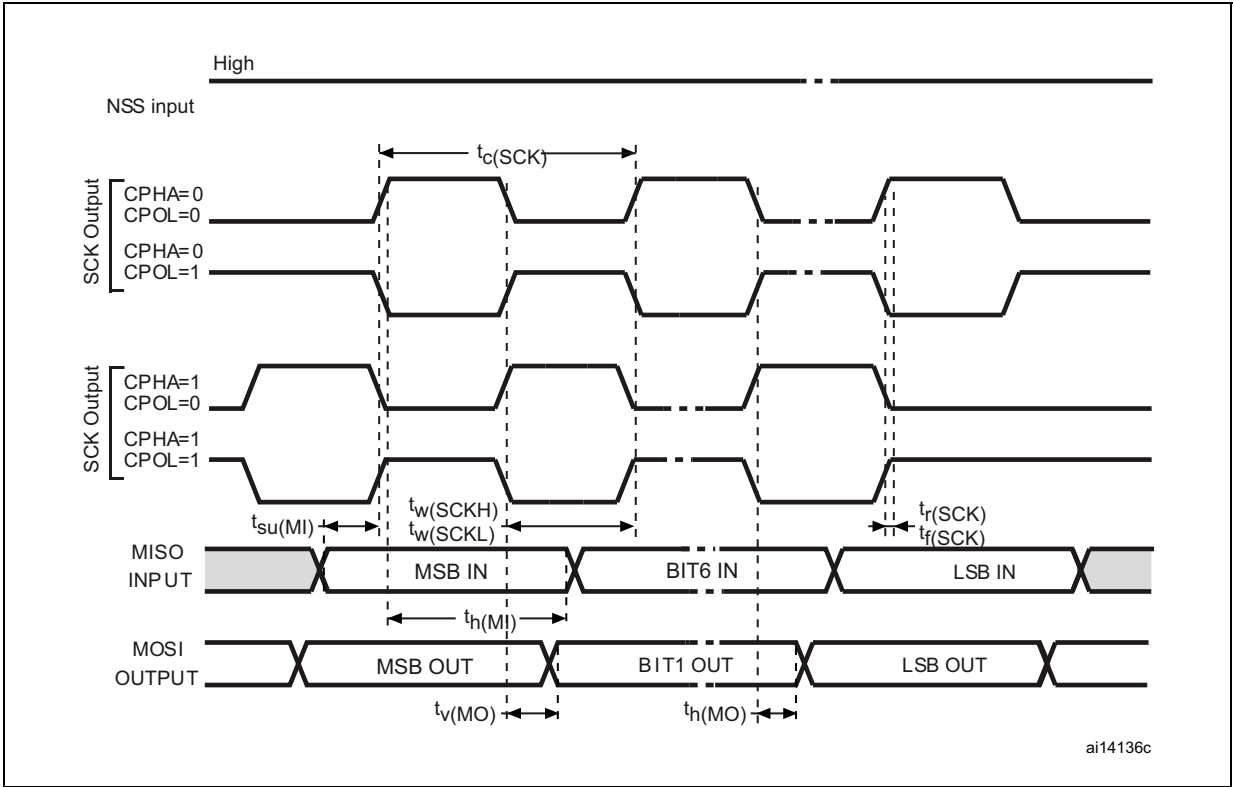 High
NSS input
tc(SCK)
SCK Output
CPHA=0
CPOL=0
CPHA=0
CPOL=1
SCK Output
CPHA=1
CPOL=0
CPHA=1
CPOL=1
tsu(MI)
tw(SCKH)
tw(SCKL)
tr(SCK)
tf(SCK)
MISO
INPUT
MSB IN
BIT6 IN
LSB IN
th(MI)
MOSI
OUTPUT
MSB OUT
BIT1 OUT
LSB OUT
tv(MO)
th(MO)
ai14136c